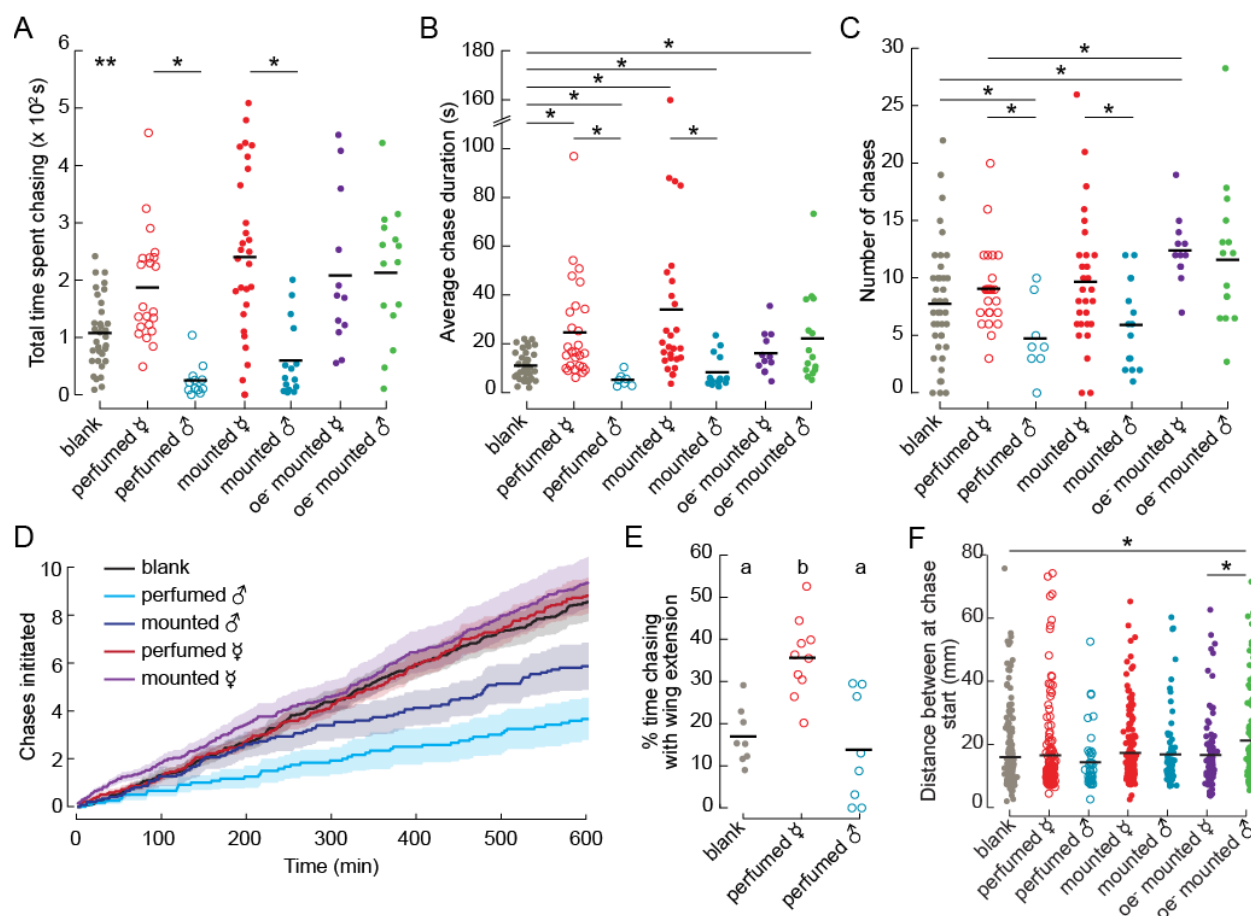 A
Total time spent chasing (x 10² s)
6
5
4
3
2
1
0
** * *
blank
perfumed ☿
perfumed ♂
mounted ☿
mounted ♂
oe⁻ mounted ☿
oe⁻ mounted ♂
B
Average chase duration (s)
180
160
100
80
60
40
20
0
*
*
*
*
* * *
blank
perfumed ☿
perfumed ♂
mounted ☿
mounted ♂
oe⁻ mounted ☿
oe⁻ mounted ♂
C
Number of chases
30
25
20
15
10
5
0
*
*
*
* *
blank
perfumed ☿
perfumed ♂
mounted ☿
mounted ♂
oe⁻ mounted ☿
oe⁻ mounted ♂
D
Chases inititated
10
8
6
4
2
0
blank
perfumed ♂
mounted ♂
perfumed ☿
mounted ☿
0 100 200 300 400 500 600
Time (min)
E
% time chasing
with wing extension
60
50
40
30
20
10
0
a b a
blank
perfumed ☿
perfumed ♂
F
Distance between at chase
start (mm)
80
60
40
20
0
*
*
blank
perfumed ☿
perfumed ♂
mounted ☿
mounted ♂
oe⁻ mounted ☿
oe⁻ mounted ♂